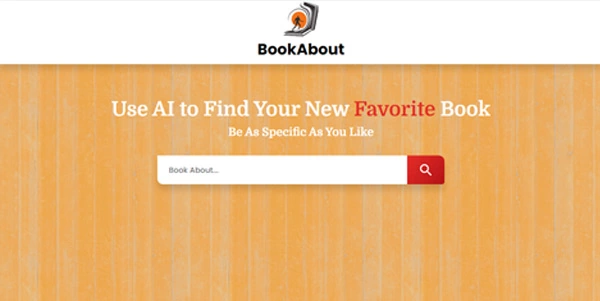 BookAbout
Use AI to Find Your New Favorite Book
Be As Specific As You Like
Book About...